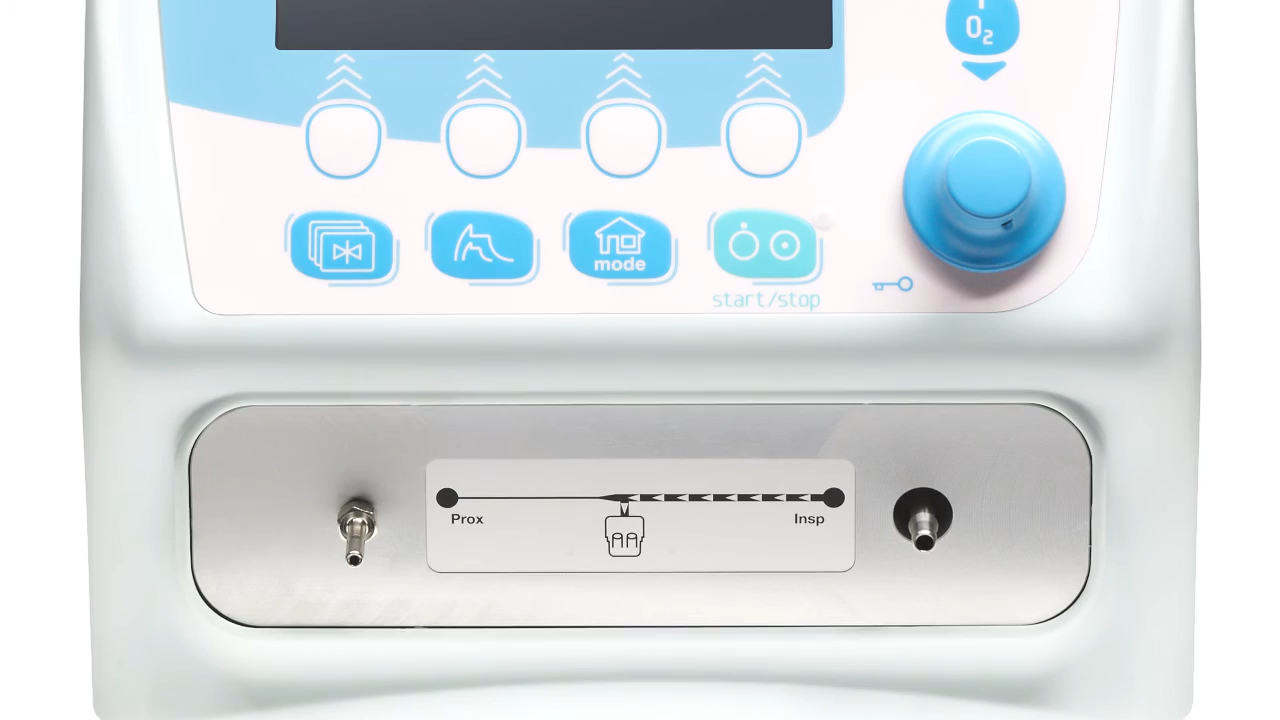 O₂
mode
start/stop
Prox
Insp